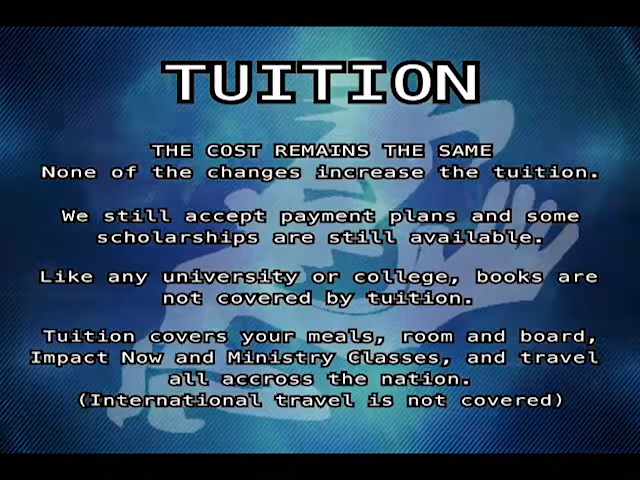 TUITION
THE COST REMAINS THE SAME
None of the changes increase the tuition.
We still accept payment plans and some
scholarships are still available.
Like any university or college, books are
not covered by tuition.
Tuition covers your meals, room and board,
Impact Now and Ministry Classes, and travel
all accross the nation.
(International travel is not covered)